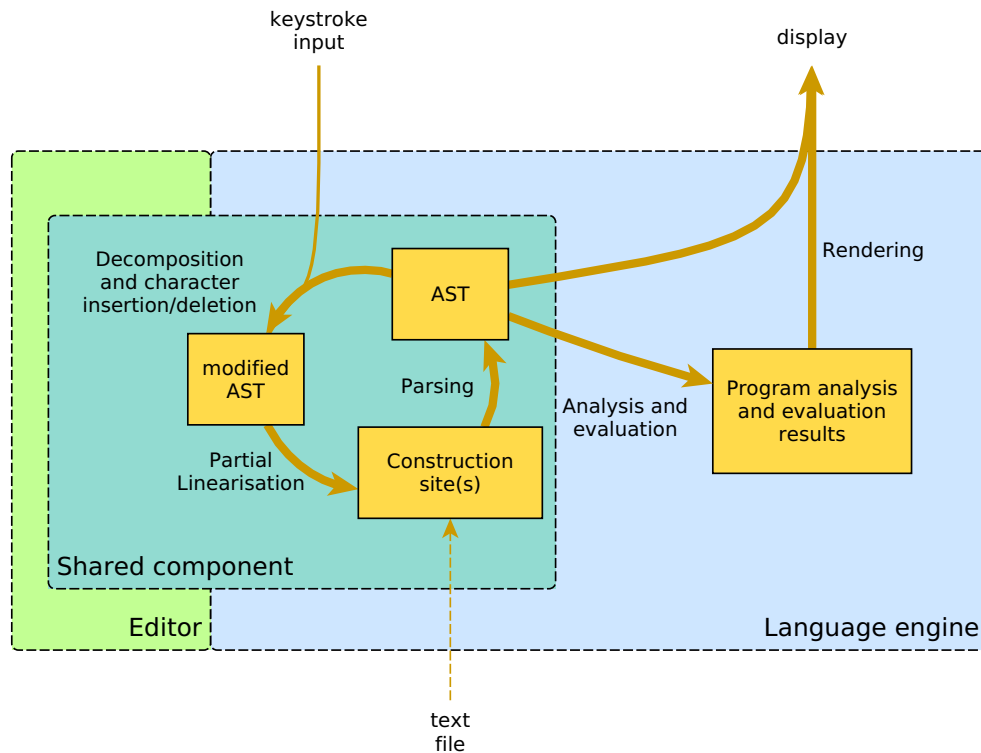 keystroke
input
display
Decomposition
and character
insertion/deletion
AST
Rendering
modified
AST
Parsing
Analysis and
evaluation
Program analysis
and evaluation
results
Partial
Linearisation
Construction
site(s)
Shared component
Editor
Language engine
text
file